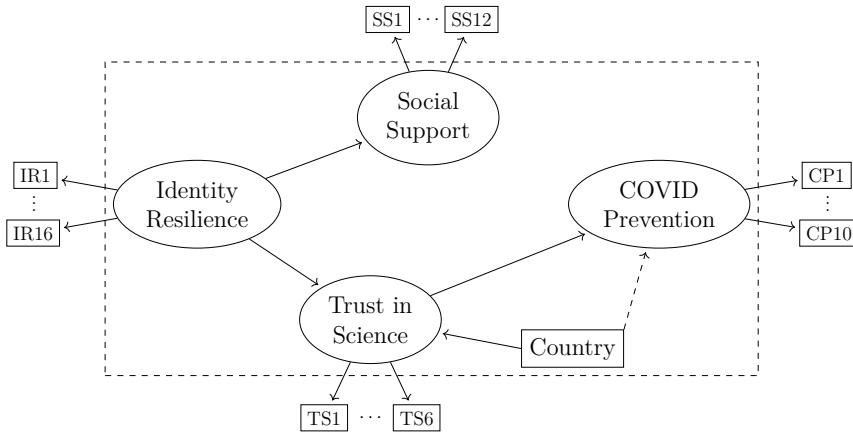 SS1 ··· SS12
Social
Support
IR1
⋮
IR16
Identity
Resilience
COVID
Prevention
CP1
⋮
CP10
Trust in
Science
Country
TS1 ··· TS6